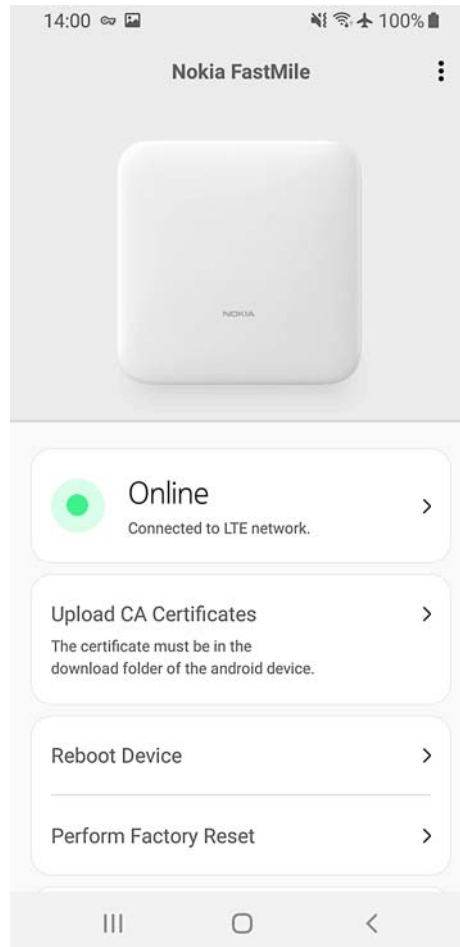 14:00 100%
Nokia FastMile
NOKIA
Online
Connected to LTE network.
Upload CA Certificates
The certificate must be in the
download folder of the android device.
Reboot Device
Perform Factory Reset